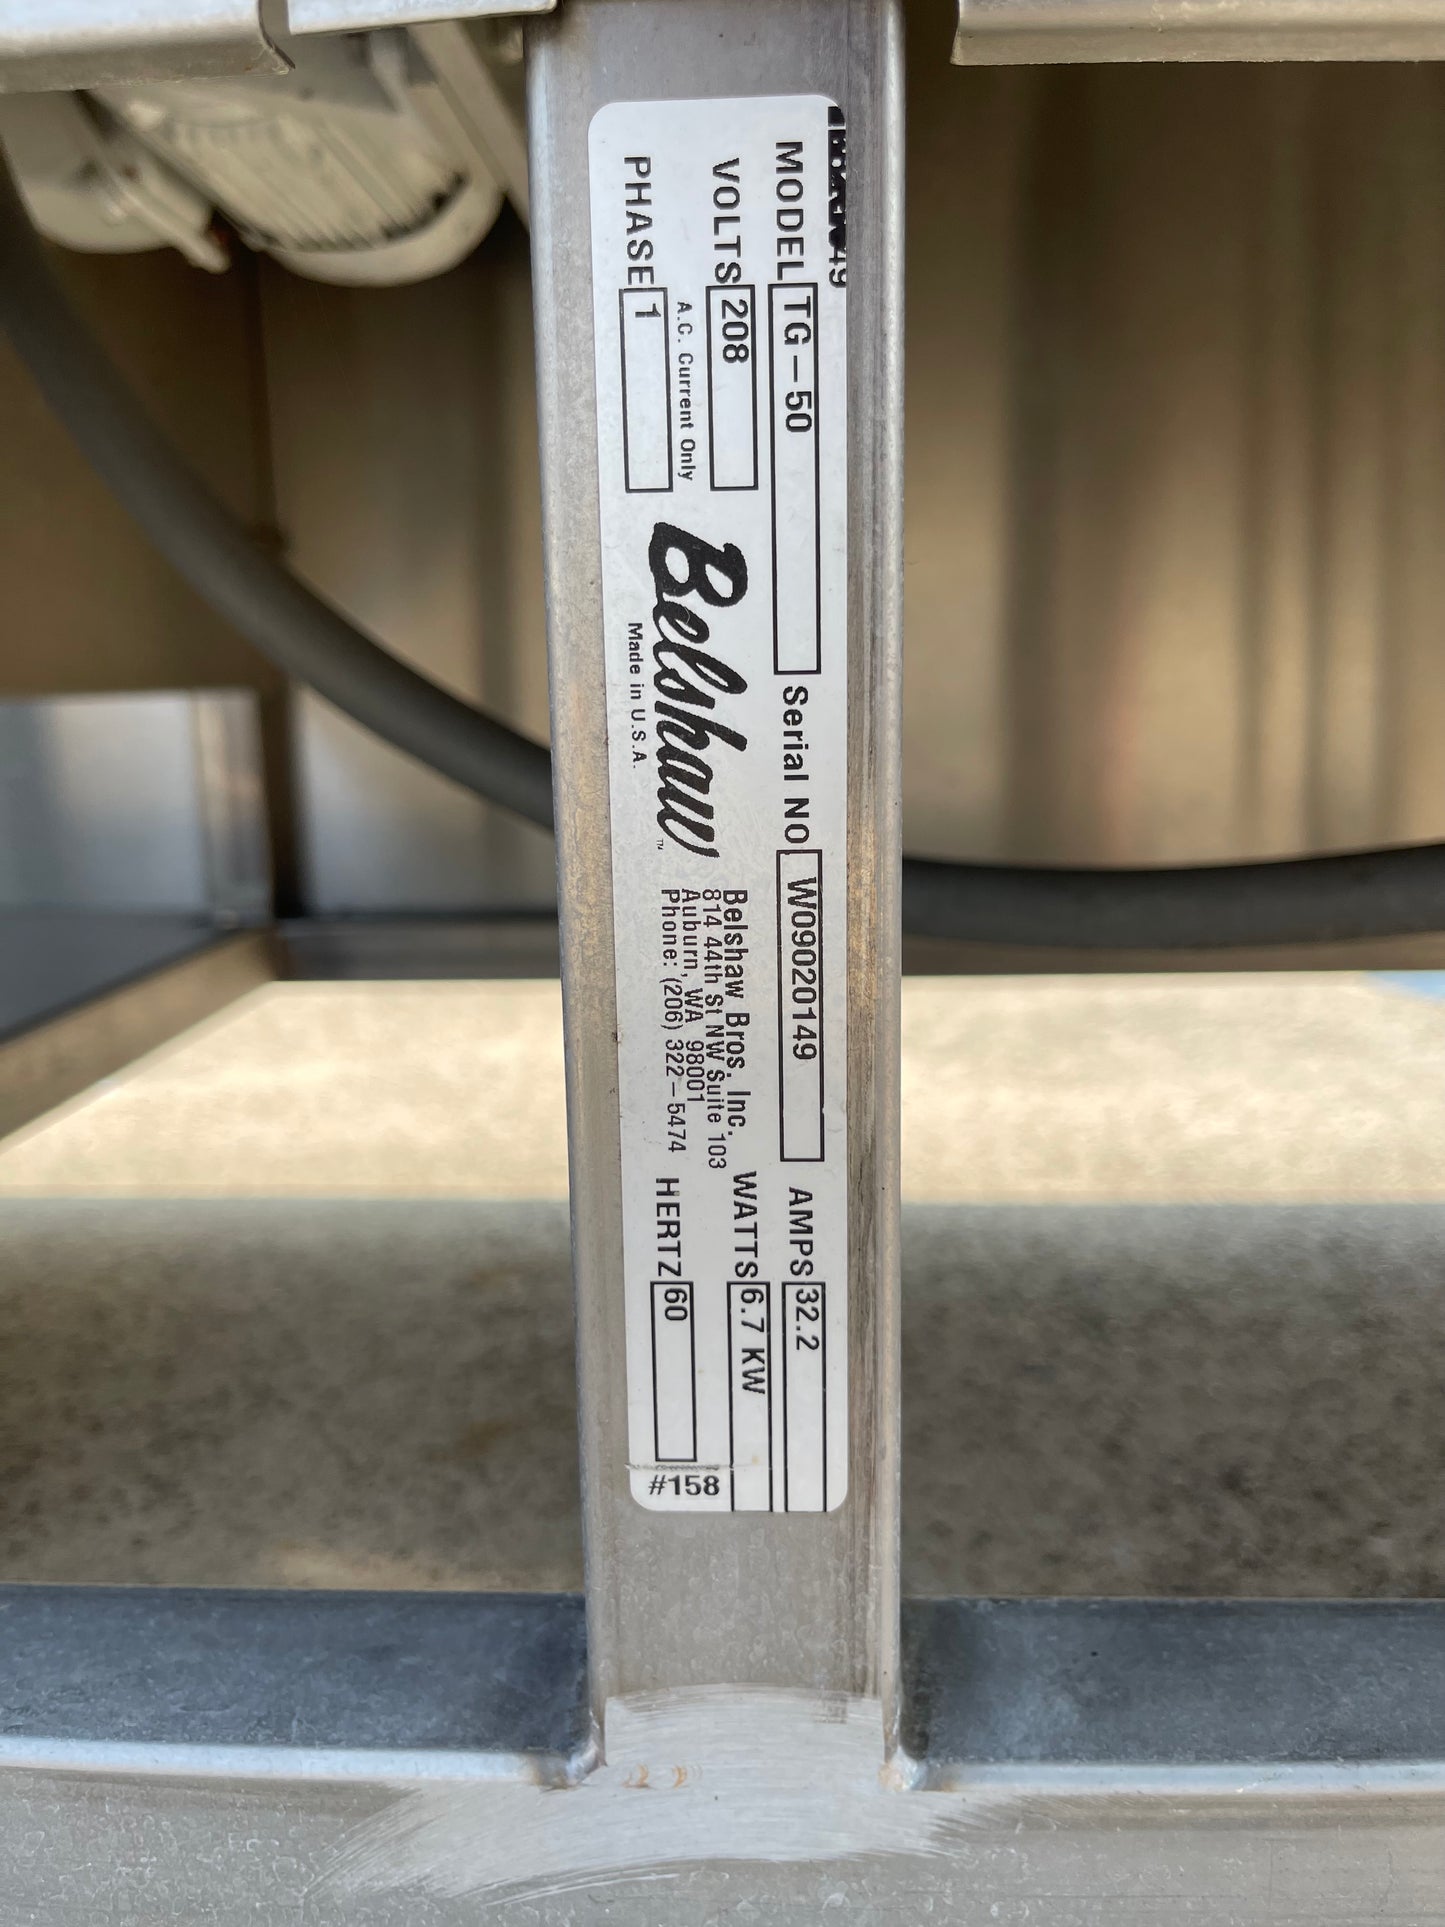 MODEL TG-50 Serial NO W09020149 AMPS 32.2
VOLTS 208 WATTS 6.7 KW
A.C. Current Only
PHASE 1 HERTZ 60
Belshaw™
Made in U.S.A.
Belshaw Bros. Inc.
814 44th St NW Suite 103
Auburn, WA 98001
Phone: (206) 322-5474
#158